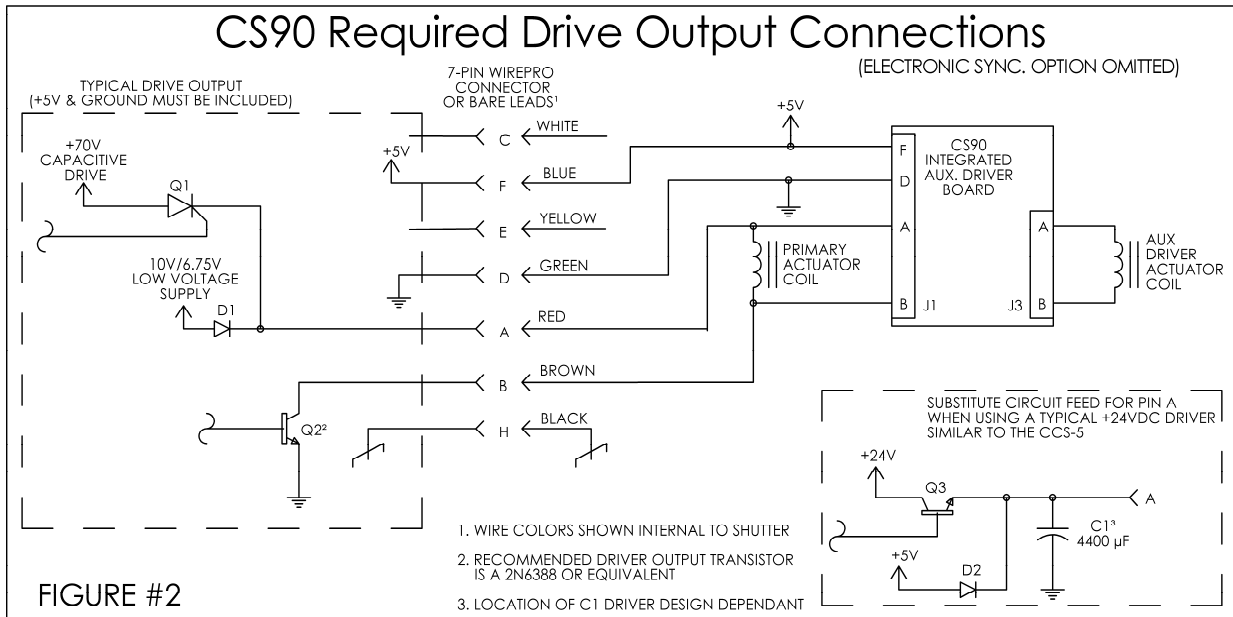 CS90 Required Drive Output Connections
(ELECTRONIC SYNC. OPTION OMITTED)
TYPICAL DRIVE OUTPUT
(+5V & GROUND MUST BE INCLUDED)
7-PIN WIREPRO
CONNECTOR
OR BARE LEADS¹
+70V
CAPACITIVE
DRIVE
Q1
10V/6.75V
LOW VOLTAGE
SUPPLY
D1
Q2²
+5V
C
WHITE
F
BLUE
E
YELLOW
D
GREEN
A
RED
B
BROWN
H
BLACK
+5V
PRIMARY
ACTUATOR
COIL
F
D
A
B
J1
CS90
INTEGRATED
AUX. DRIVER
BOARD
J3
A
B
AUX
DRIVER
ACTUATOR
COIL
SUBSTITUTE CIRCUIT FEED FOR PIN A
WHEN USING A TYPICAL +24VDC DRIVER
SIMILAR TO THE CCS-5
+24V
Q3
A
C1³
4400 µF
+5V
D2
1. WIRE COLORS SHOWN INTERNAL TO SHUTTER
2. RECOMMENDED DRIVER OUTPUT TRANSISTOR
IS A 2N6388 OR EQUIVALENT
3. LOCATION OF C1 DRIVER DESIGN DEPENDANT
FIGURE #2